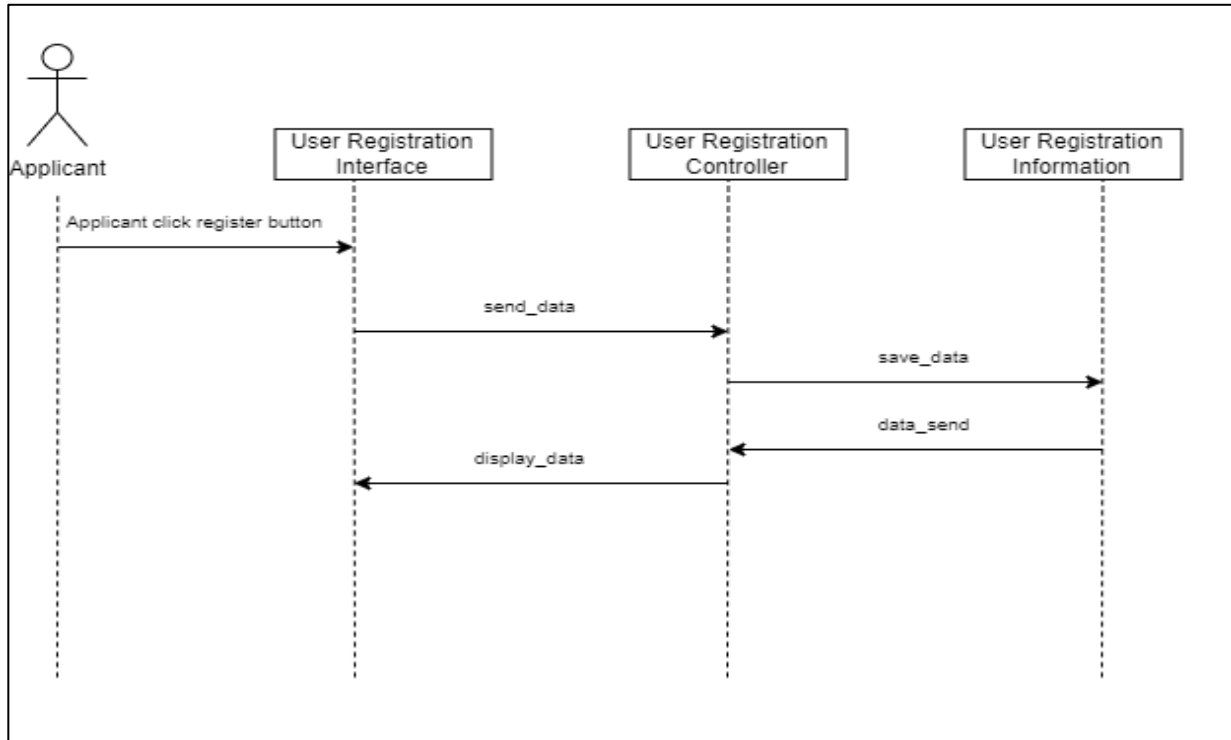 Applicant
User Registration
Interface
User Registration
Controller
User Registration
Information
Applicant click register button
send_data
save_data
data_send
display_data